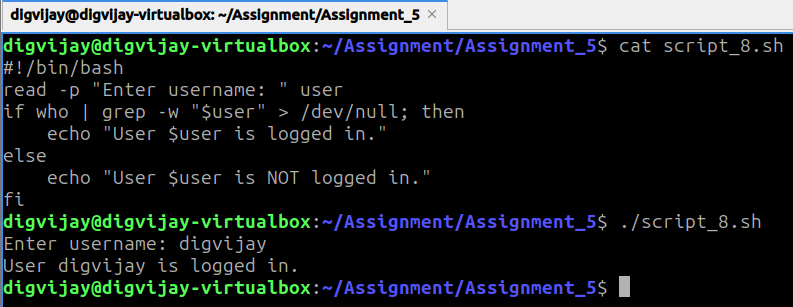 digvijay@digvijay-virtualbox: ~/Assignment/Assignment_5 ×
digvijay@digvijay-virtualbox:~/Assignment/Assignment_5$ cat script_8.sh
#!/bin/bash
read -p "Enter username: " user
if who | grep -w "$user" > /dev/null; then
    echo "User $user is logged in."
else
    echo "User $user is NOT logged in."
fi
digvijay@digvijay-virtualbox:~/Assignment/Assignment_5$ ./script_8.sh
Enter username: digvijay
User digvijay is logged in.
digvijay@digvijay-virtualbox:~/Assignment/Assignment_5$